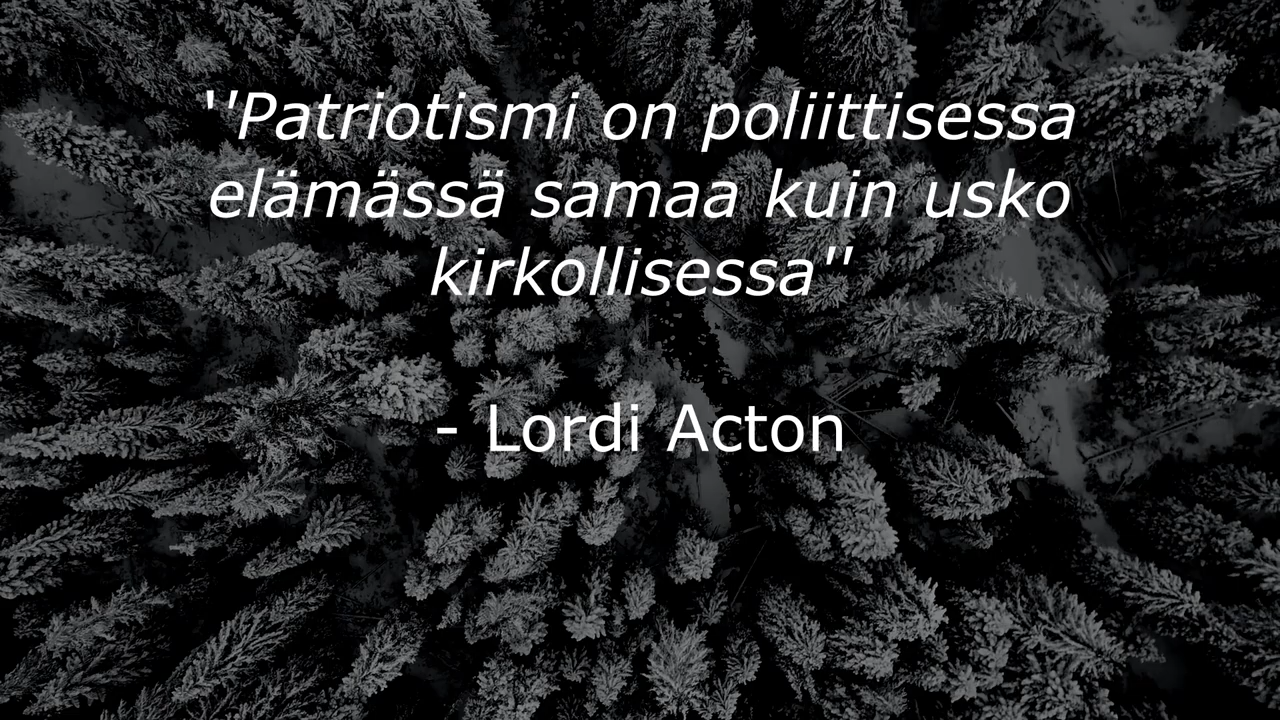 ''Patriotismi on poliittisessa
elämässä samaa kuin usko
kirkollisessa''
- Lordi Acton